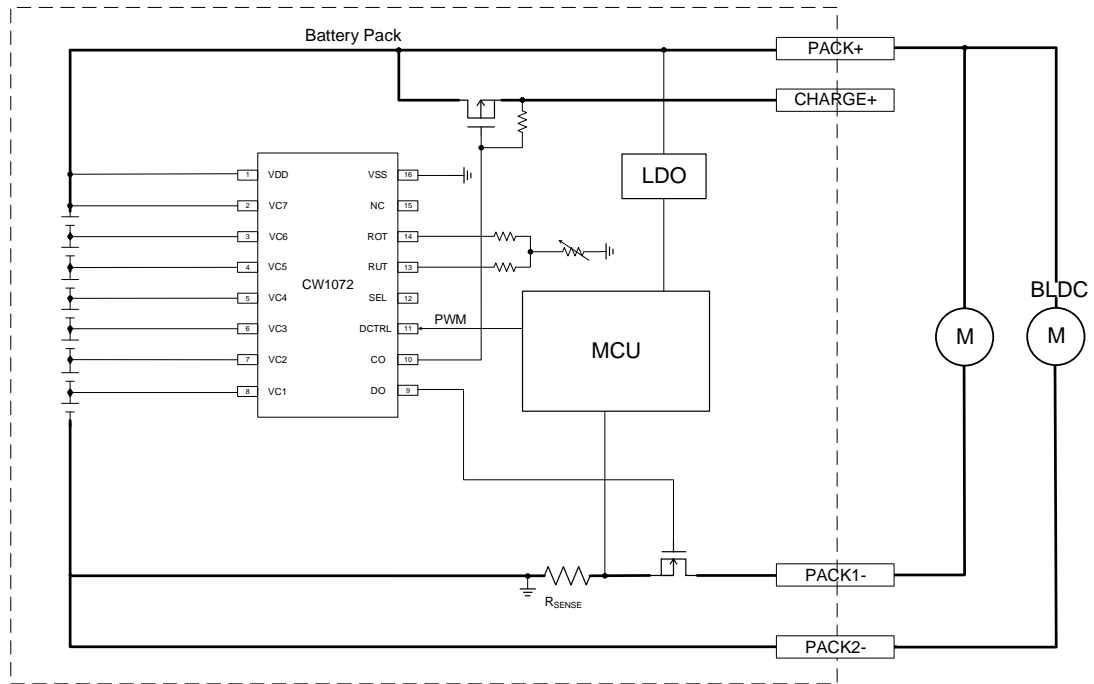 Battery Pack
PACK+
CHARGE+
LDO
1 VDD VSS 16
2 VC7 NC 15
3 VC6 ROT 14
4 VC5 RUT 13
CW1072
5 VC4 SEL 12
6 VC3 DCTRL 11 PWM
7 VC2 CO 10
8 VC1 DO 9
MCU
BLDC
M M
RSENSE
PACK1-
PACK2-